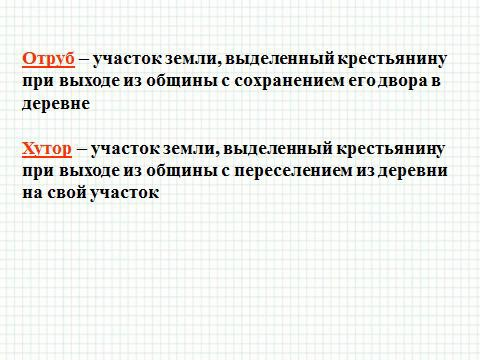 Отруб – участок земли, выделенный крестьянину
при выходе из общины с сохранением его двора в
деревне
Хутор – участок земли, выделенный крестьянину
при выходе из общины с переселением из деревни
на свой участок